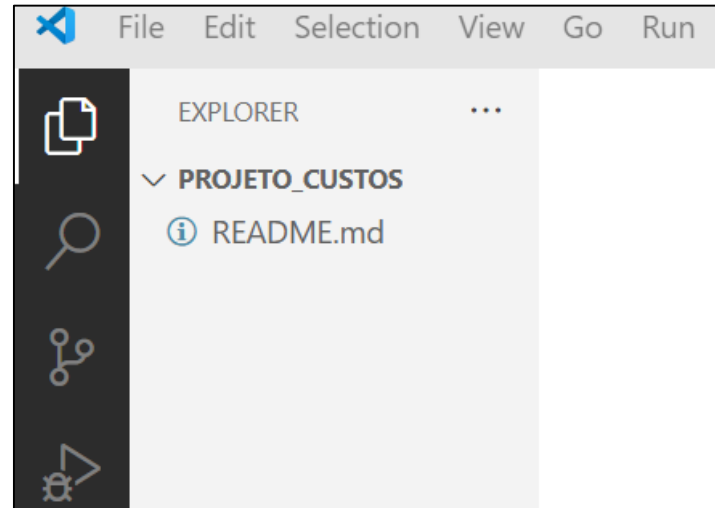 File Edit Selection View Go Run
EXPLORER ...
PROJETO_CUSTOS
README.md